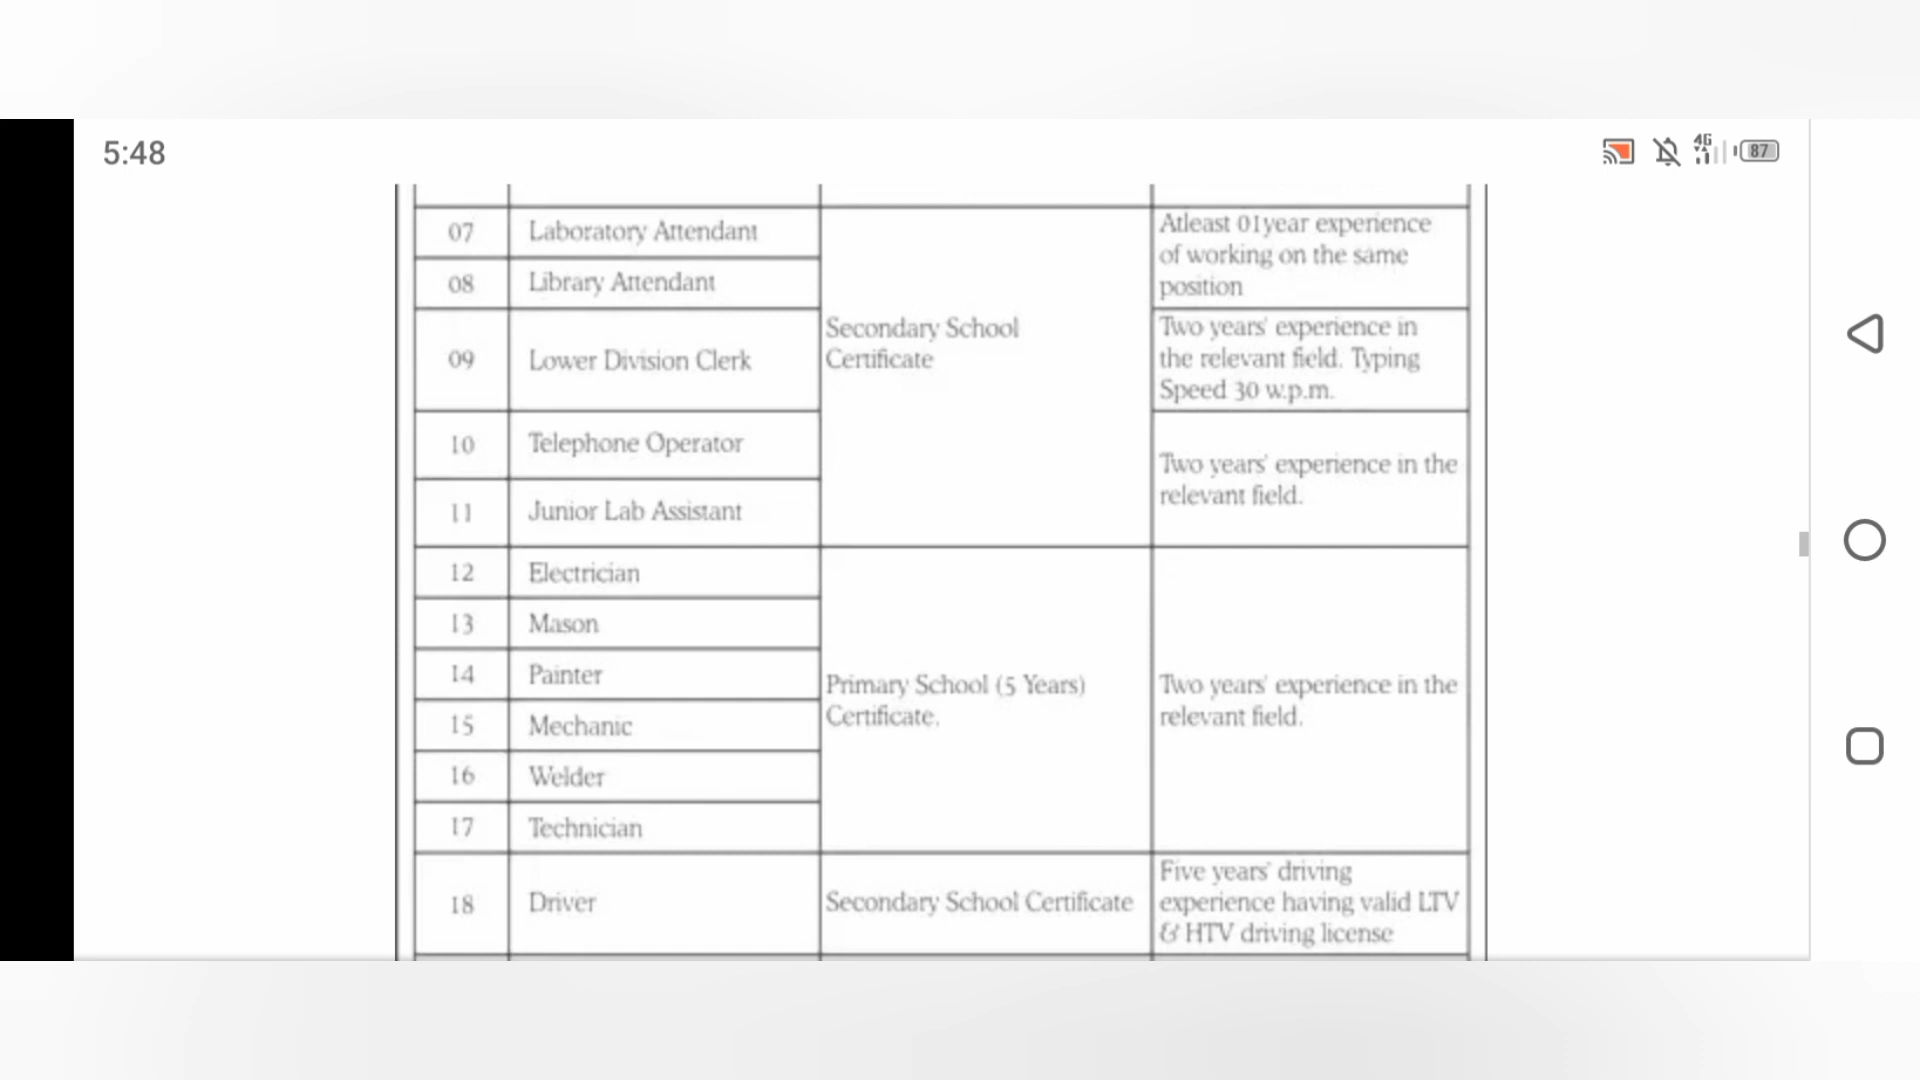 5:48
4G
87
07 Laboratory Attendant
08 Library Attendant
Atleast 01year experience
of working on the same
position
Secondary School
Certificate
09 Lower Division Clerk
Two years' experience in
the relevant field. Typing
Speed 30 w.p.m.
10 Telephone Operator
11 Junior Lab Assistant
Two years' experience in the
relevant field.
12 Electrician
13 Mason
14 Painter
15 Mechanic
16 Welder
17 Technician
Primary School (5 Years)
Certificate.
Two years' experience in the
relevant field.
18 Driver
Secondary School Certificate
Five years' driving
experience having valid LTV
& HTV driving license